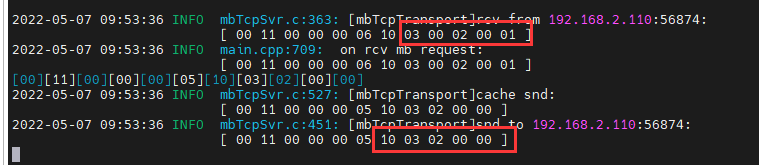 2022-05-07 09:53:36 INFO mbTcpSvr.c:363: [mbTcpTransport]rcv from 192.168.2.110:56874:
[ 00 11 00 00 00 06 10 03 00 02 00 01 ]
2022-05-07 09:53:36 INFO main.cpp:709: on rcv mb request:
[ 00 11 00 00 00 06 10 03 00 02 00 01 ]
[00][11][00][00][00][05][10][03][02][00][00]
2022-05-07 09:53:36 INFO mbTcpSvr.c:527: [mbTcpTransport]cache snd:
[ 00 11 00 00 00 05 10 03 02 00 00 ]
2022-05-07 09:53:36 INFO mbTcpSvr.c:451: [mbTcpTransport]snd to 192.168.2.110:56874:
[ 00 11 00 00 00 05 10 03 02 00 00 ]